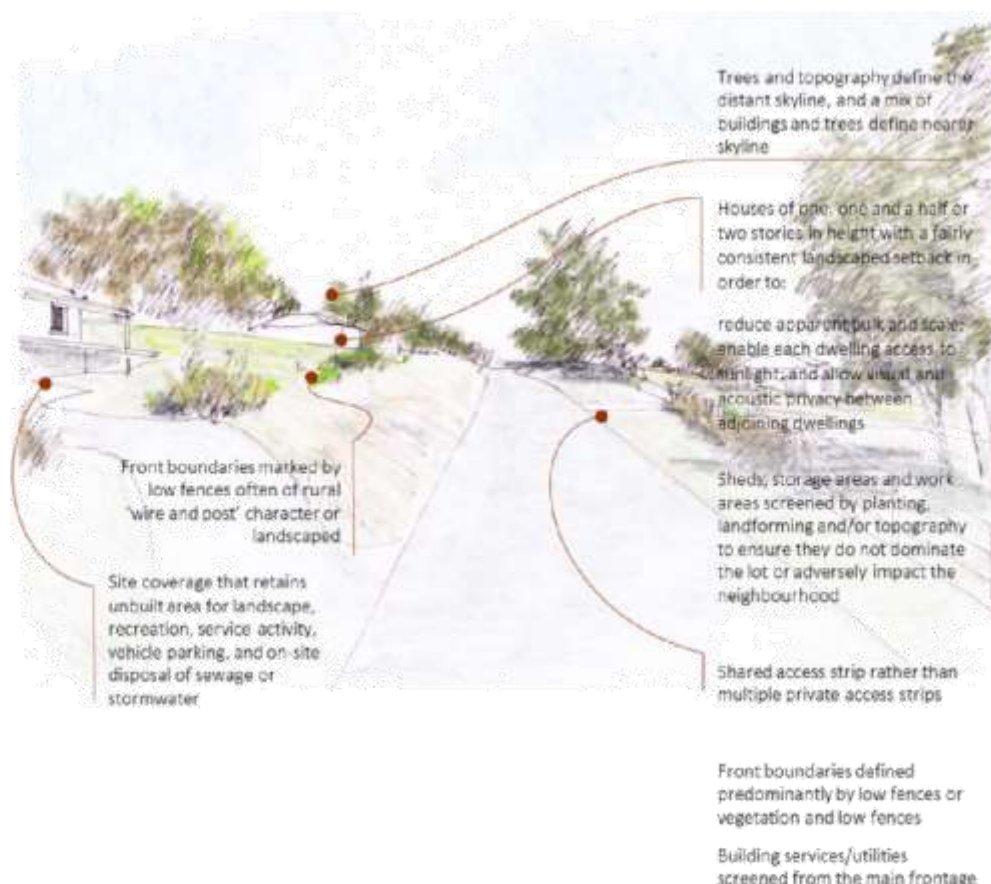 Trees and topography define the
distant skyline, and a mix of
buildings and trees define nearer
skyline
Houses of one, one and a half or
two stories in height with a fairly
consistent landscaped setback in
order to:
reduce apparent bulk and scale;
enable each dwelling access to
sunlight; and allow visual and
acoustic privacy between
adjoining dwellings
Front boundaries marked by
low fences often of rural
'wire and post' character or
landscaped
Sheds, storage areas and work
areas screened by planting,
landforming and/or topography
to ensure they do not dominate
the lot or adversely impact the
neighbourhood
Site coverage that retains
unbuilt area for landscape,
recreation, service activity,
vehicle parking, and on-site
disposal of sewage or
stormwater
Shared access strip rather than
multiple private access strips
Front boundaries defined
predominantly by low fences or
vegetation and low fences
Building services/utilities
screened from the main frontage